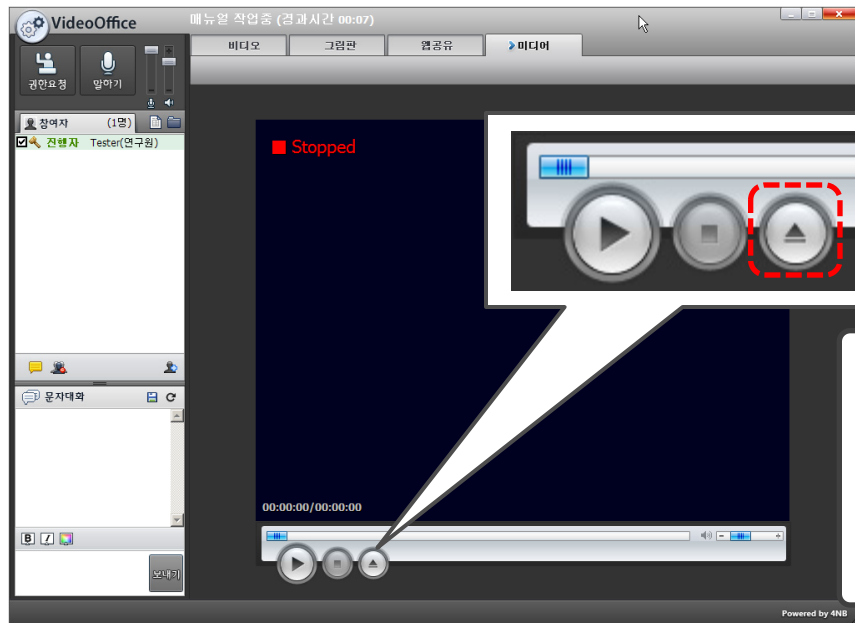 VideoOffice
메뉴얼 작업중 (경과시간 00:07)
비디오
그림판
웹공유
미디어
권한요청
말하기
참여자 (1명)
진행자 Tester(연구원)
Stopped
문자대화
00:00:00/00:00:00
B I
보내기
Powered by 4NB